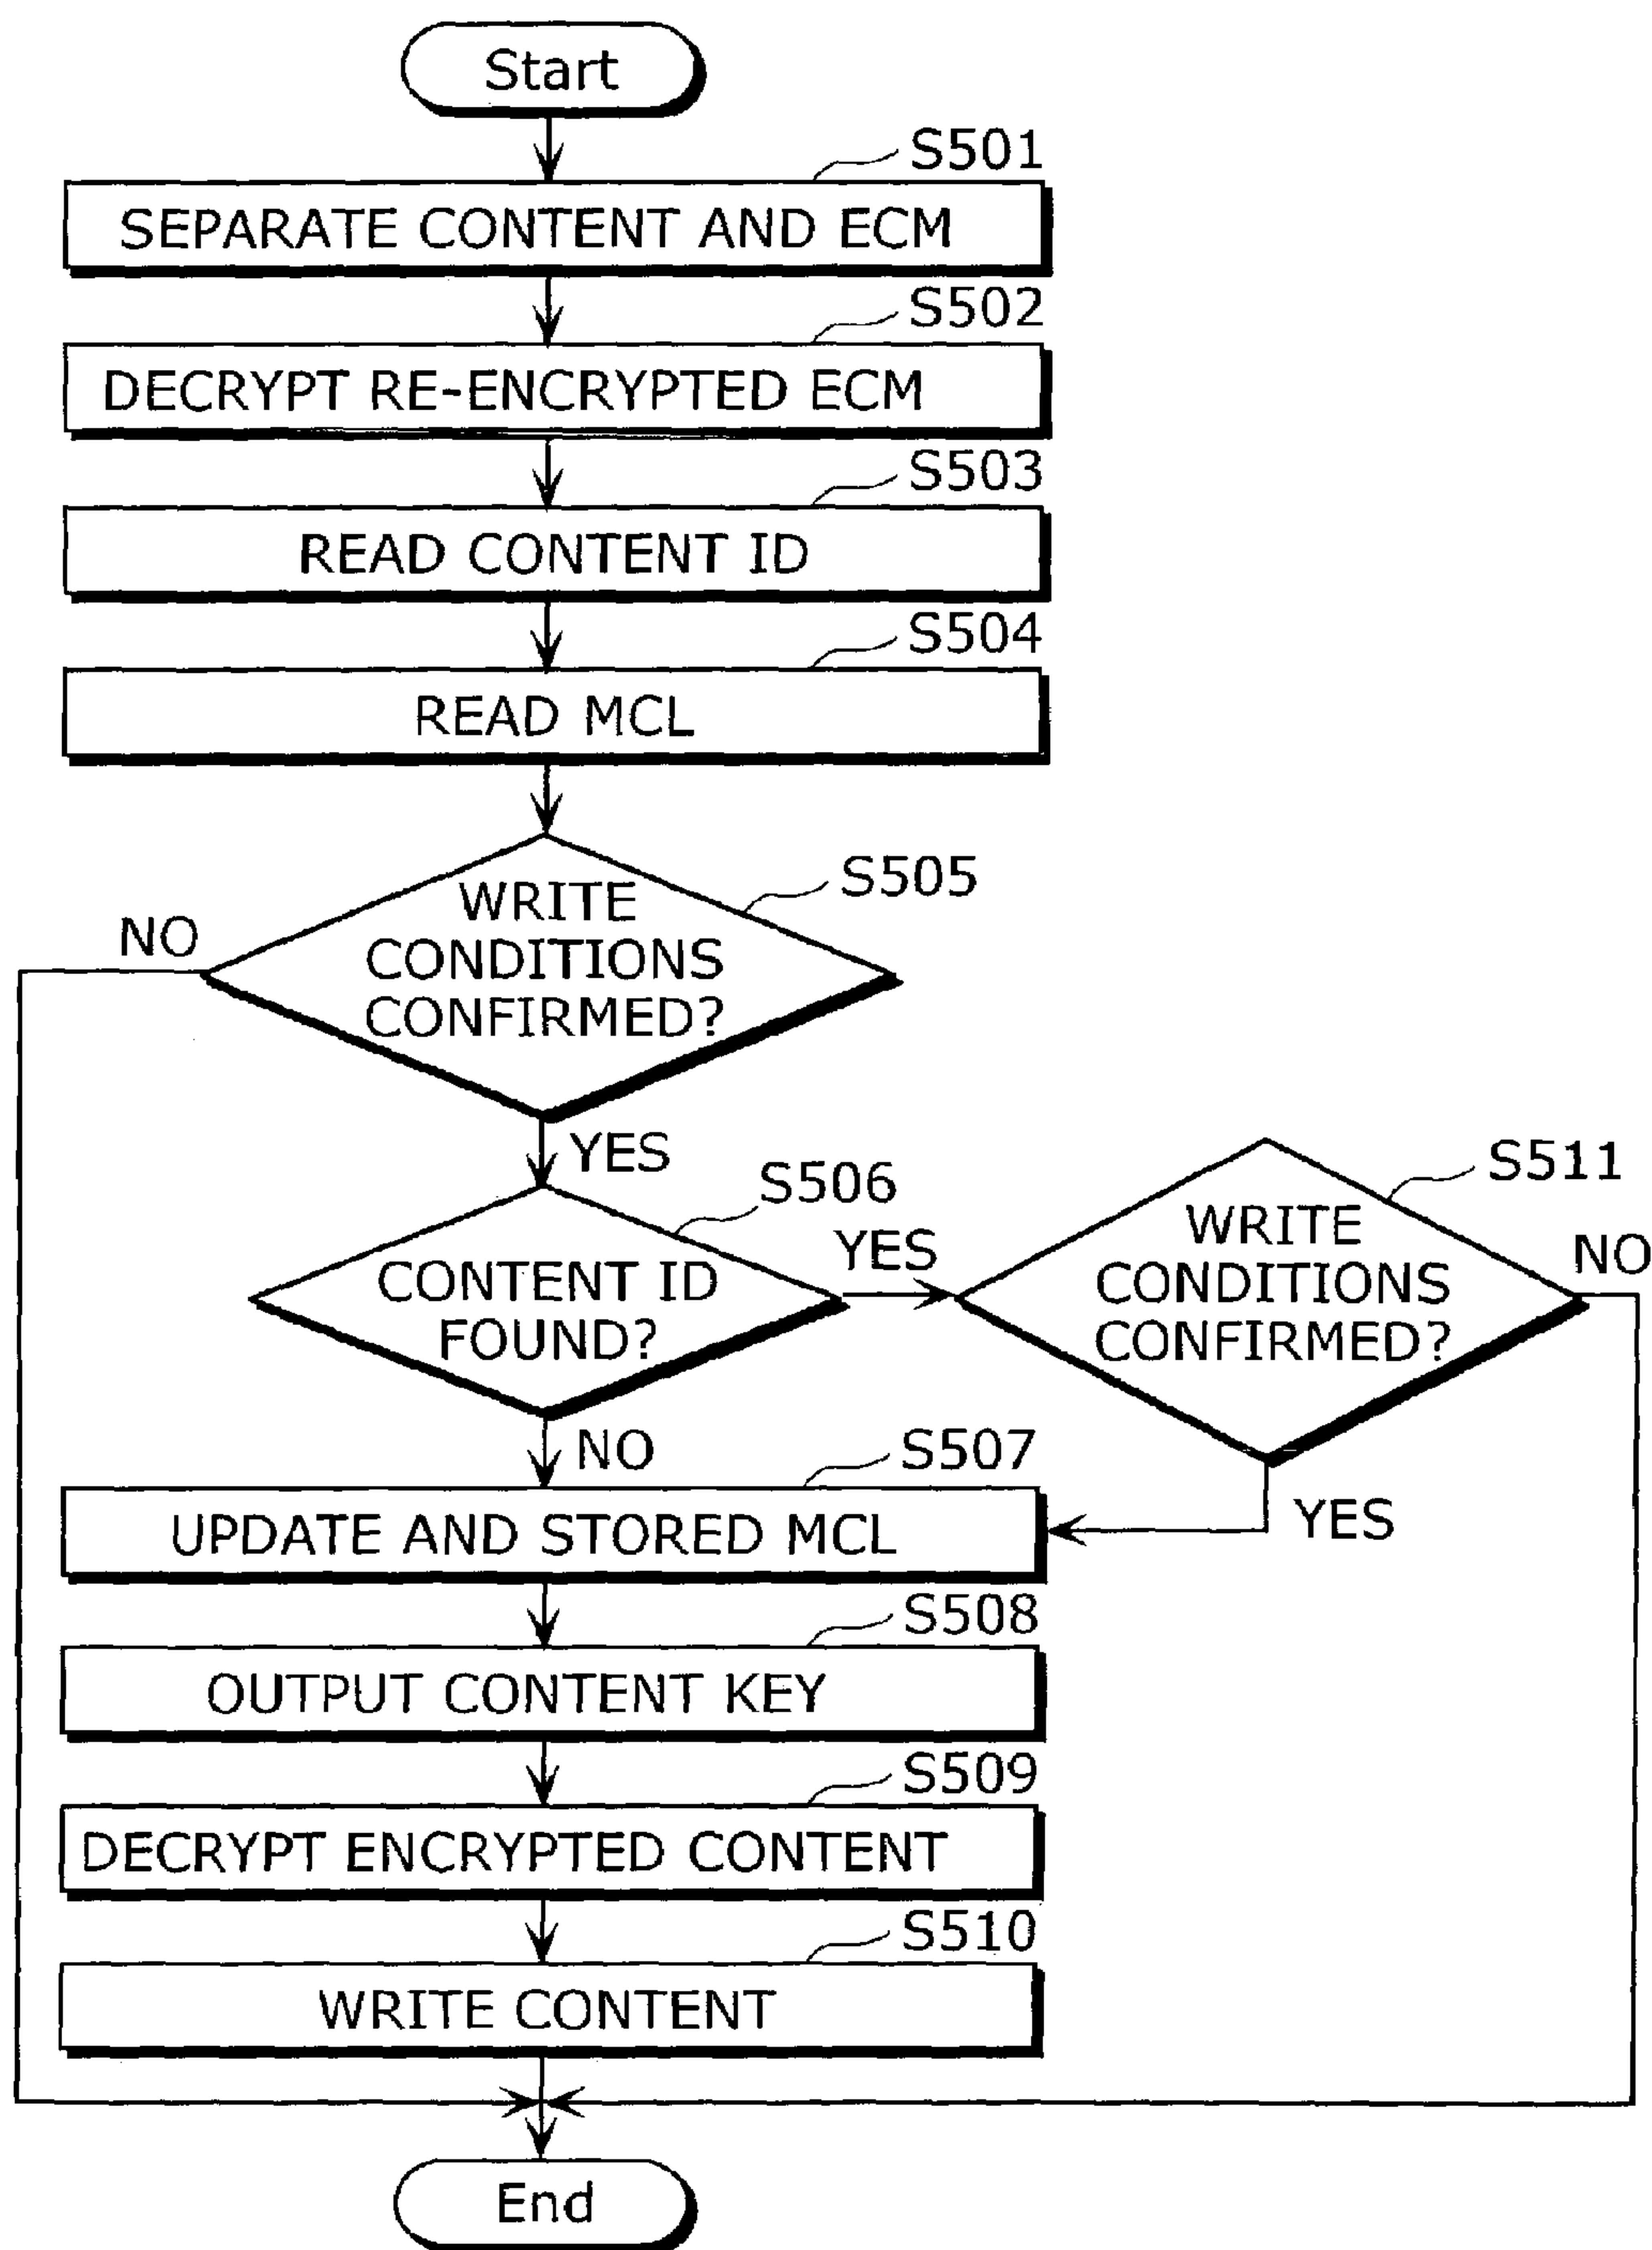 Start
S501
SEPARATE CONTENT AND ECM
S502
DECRYPT RE-ENCRYPTED ECM
S503
READ CONTENT ID
S504
READ MCL
S505
WRITE
CONDITIONS
CONFIRMED?
NO
YES
S506
CONTENT ID
FOUND?
YES
S511
WRITE
CONDITIONS
CONFIRMED?
NO
NO
YES
S507
UPDATE AND STORED MCL
S508
OUTPUT CONTENT KEY
S509
DECRYPT ENCRYPTED CONTENT
S510
WRITE CONTENT
End